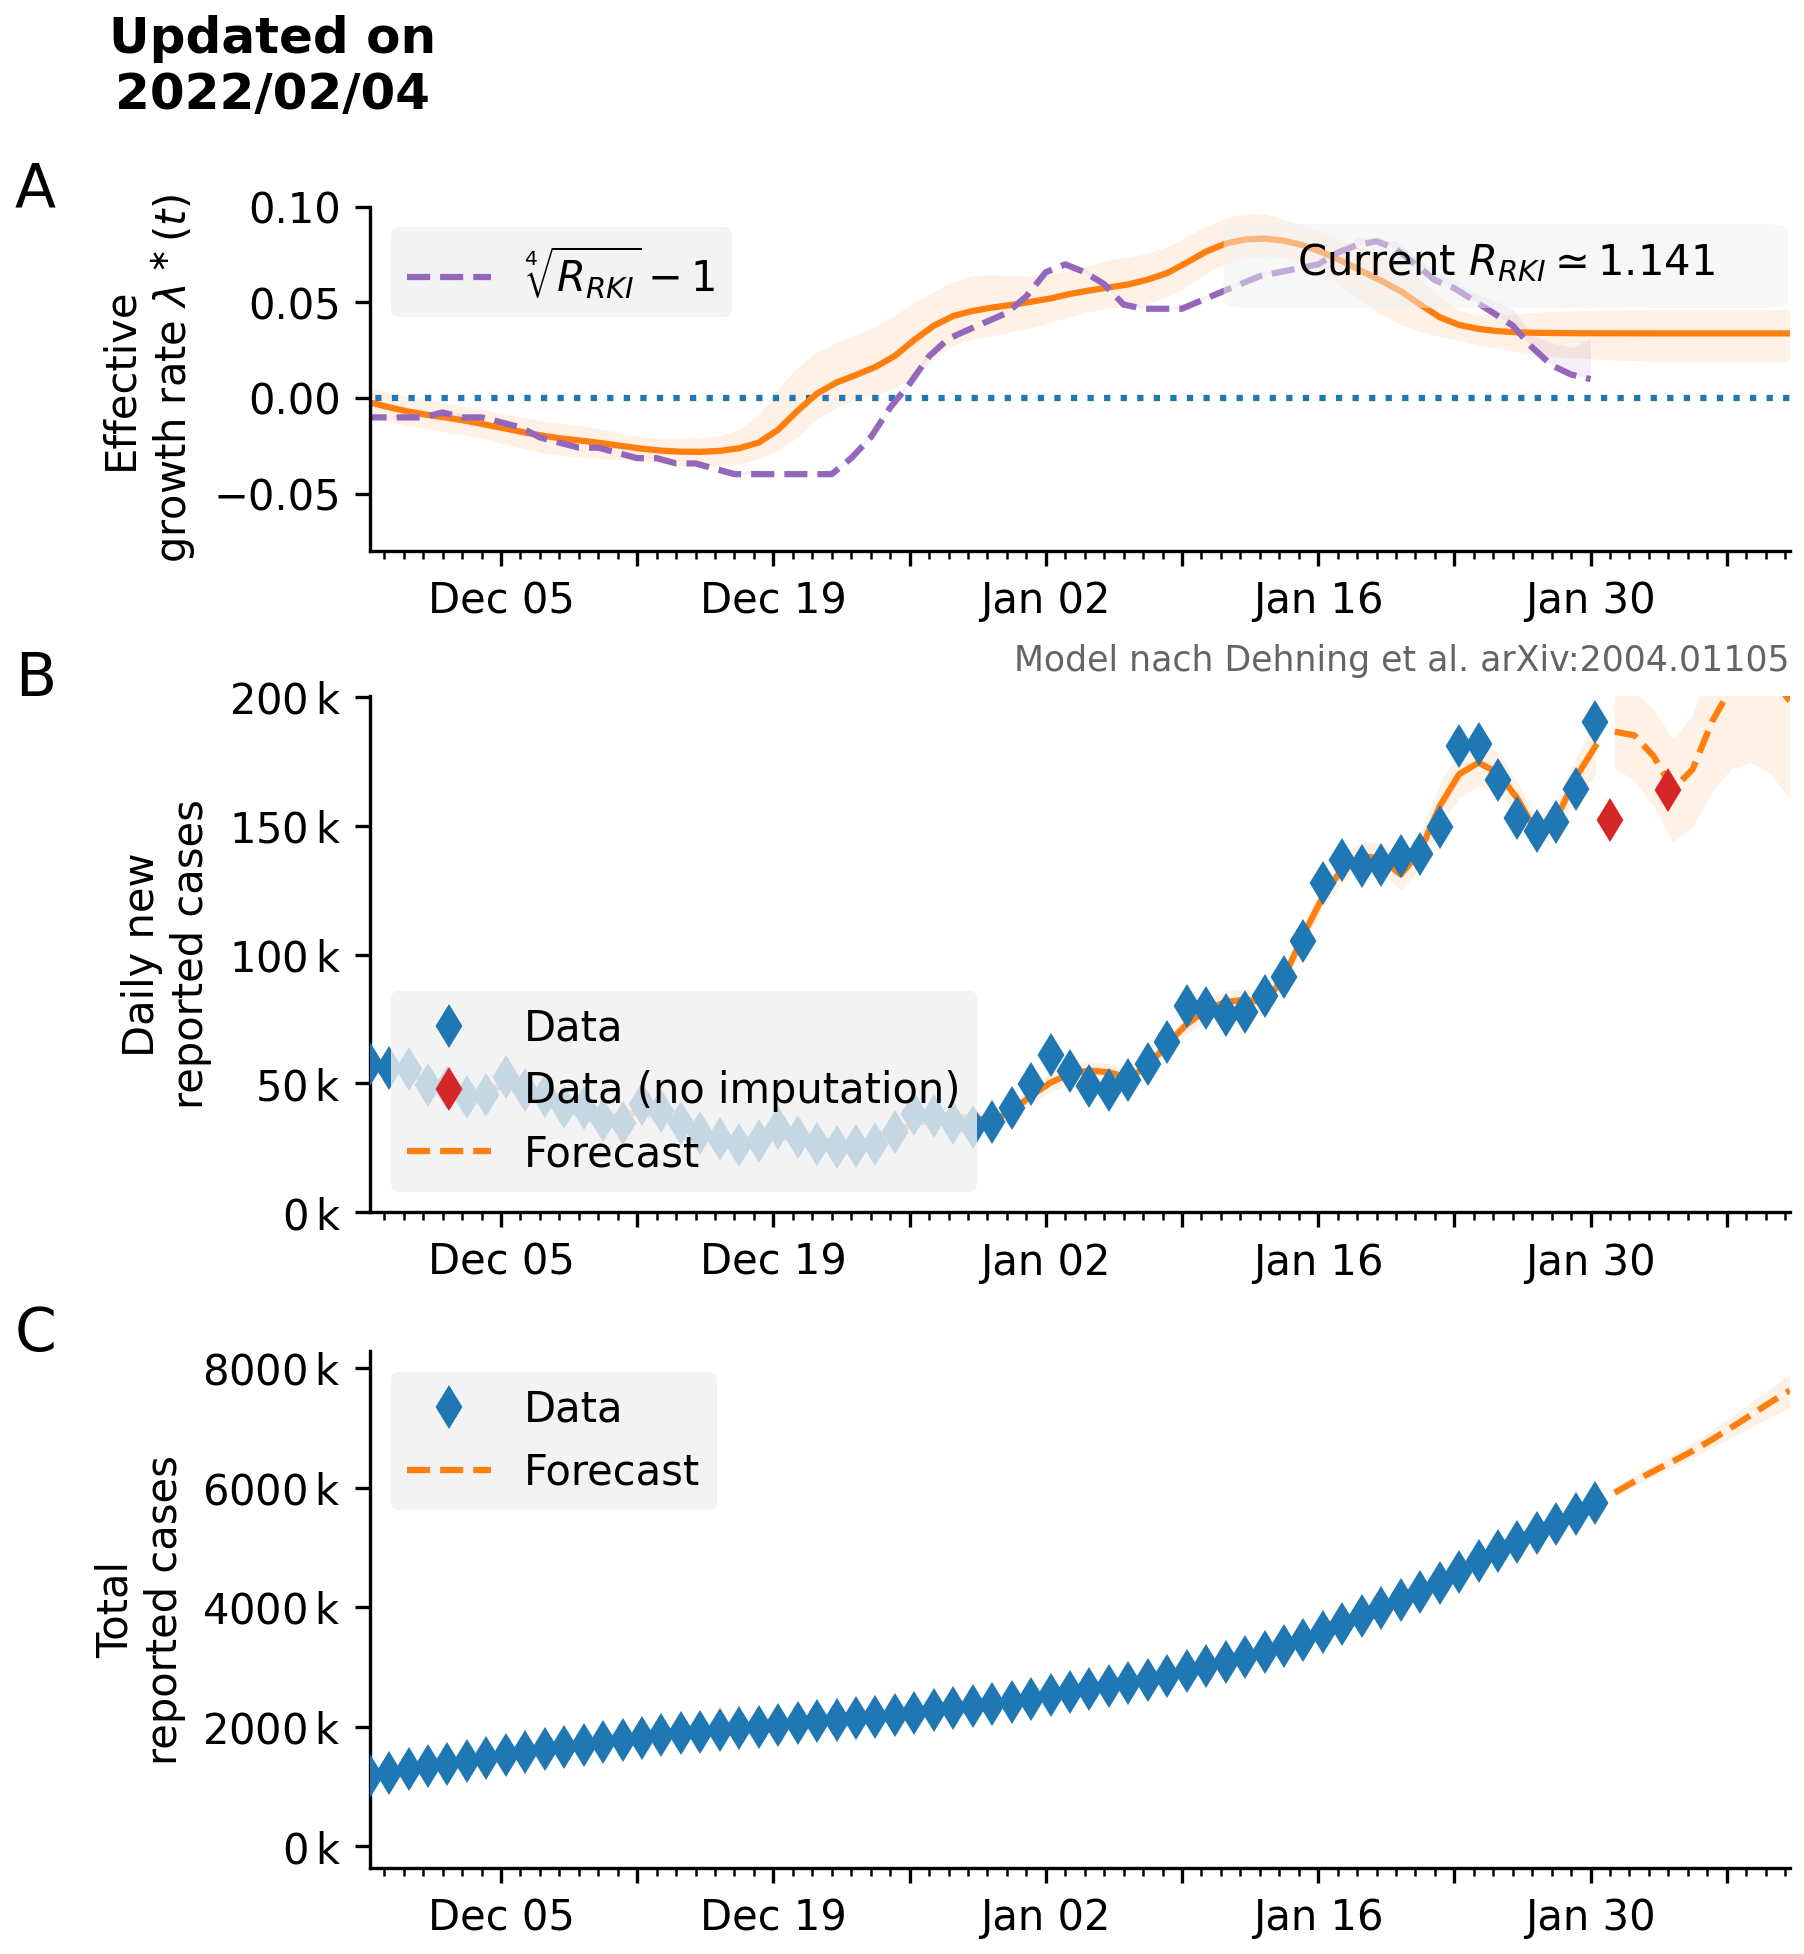 Updated on
2022/02/04
A
Effective
growth rate λ * (t)
0.10
0.05
0.00
−0.05
∜R_RKI − 1
Current R_RKI ≃ 1.141
Dec 05
Dec 19
Jan 02
Jan 16
Jan 30
Model nach Dehning et al. arXiv:2004.01105
B
Daily new
reported cases
200 k
150 k
100 k
50 k
0 k
Data
Data (no imputation)
Forecast
Dec 05
Dec 19
Jan 02
Jan 16
Jan 30
C
Total
reported cases
8000 k
6000 k
4000 k
2000 k
0 k
Data
Forecast
Dec 05
Dec 19
Jan 02
Jan 16
Jan 30